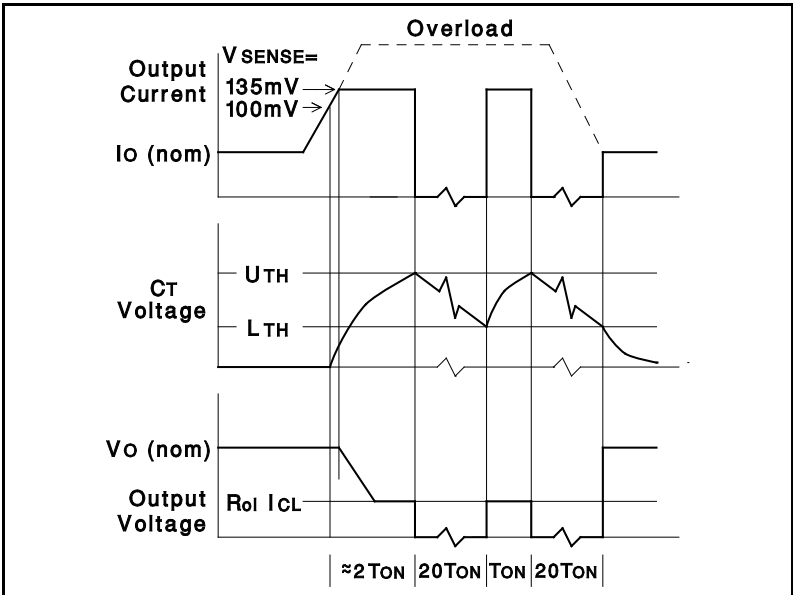 Overload
VSENSE=
Output
Current
135mV
100mV
IO (nom)
UTH
CT
Voltage
LTH
VO (nom)
Output
Voltage
Rol ICL
≈2TON
20TON
TON
20TON